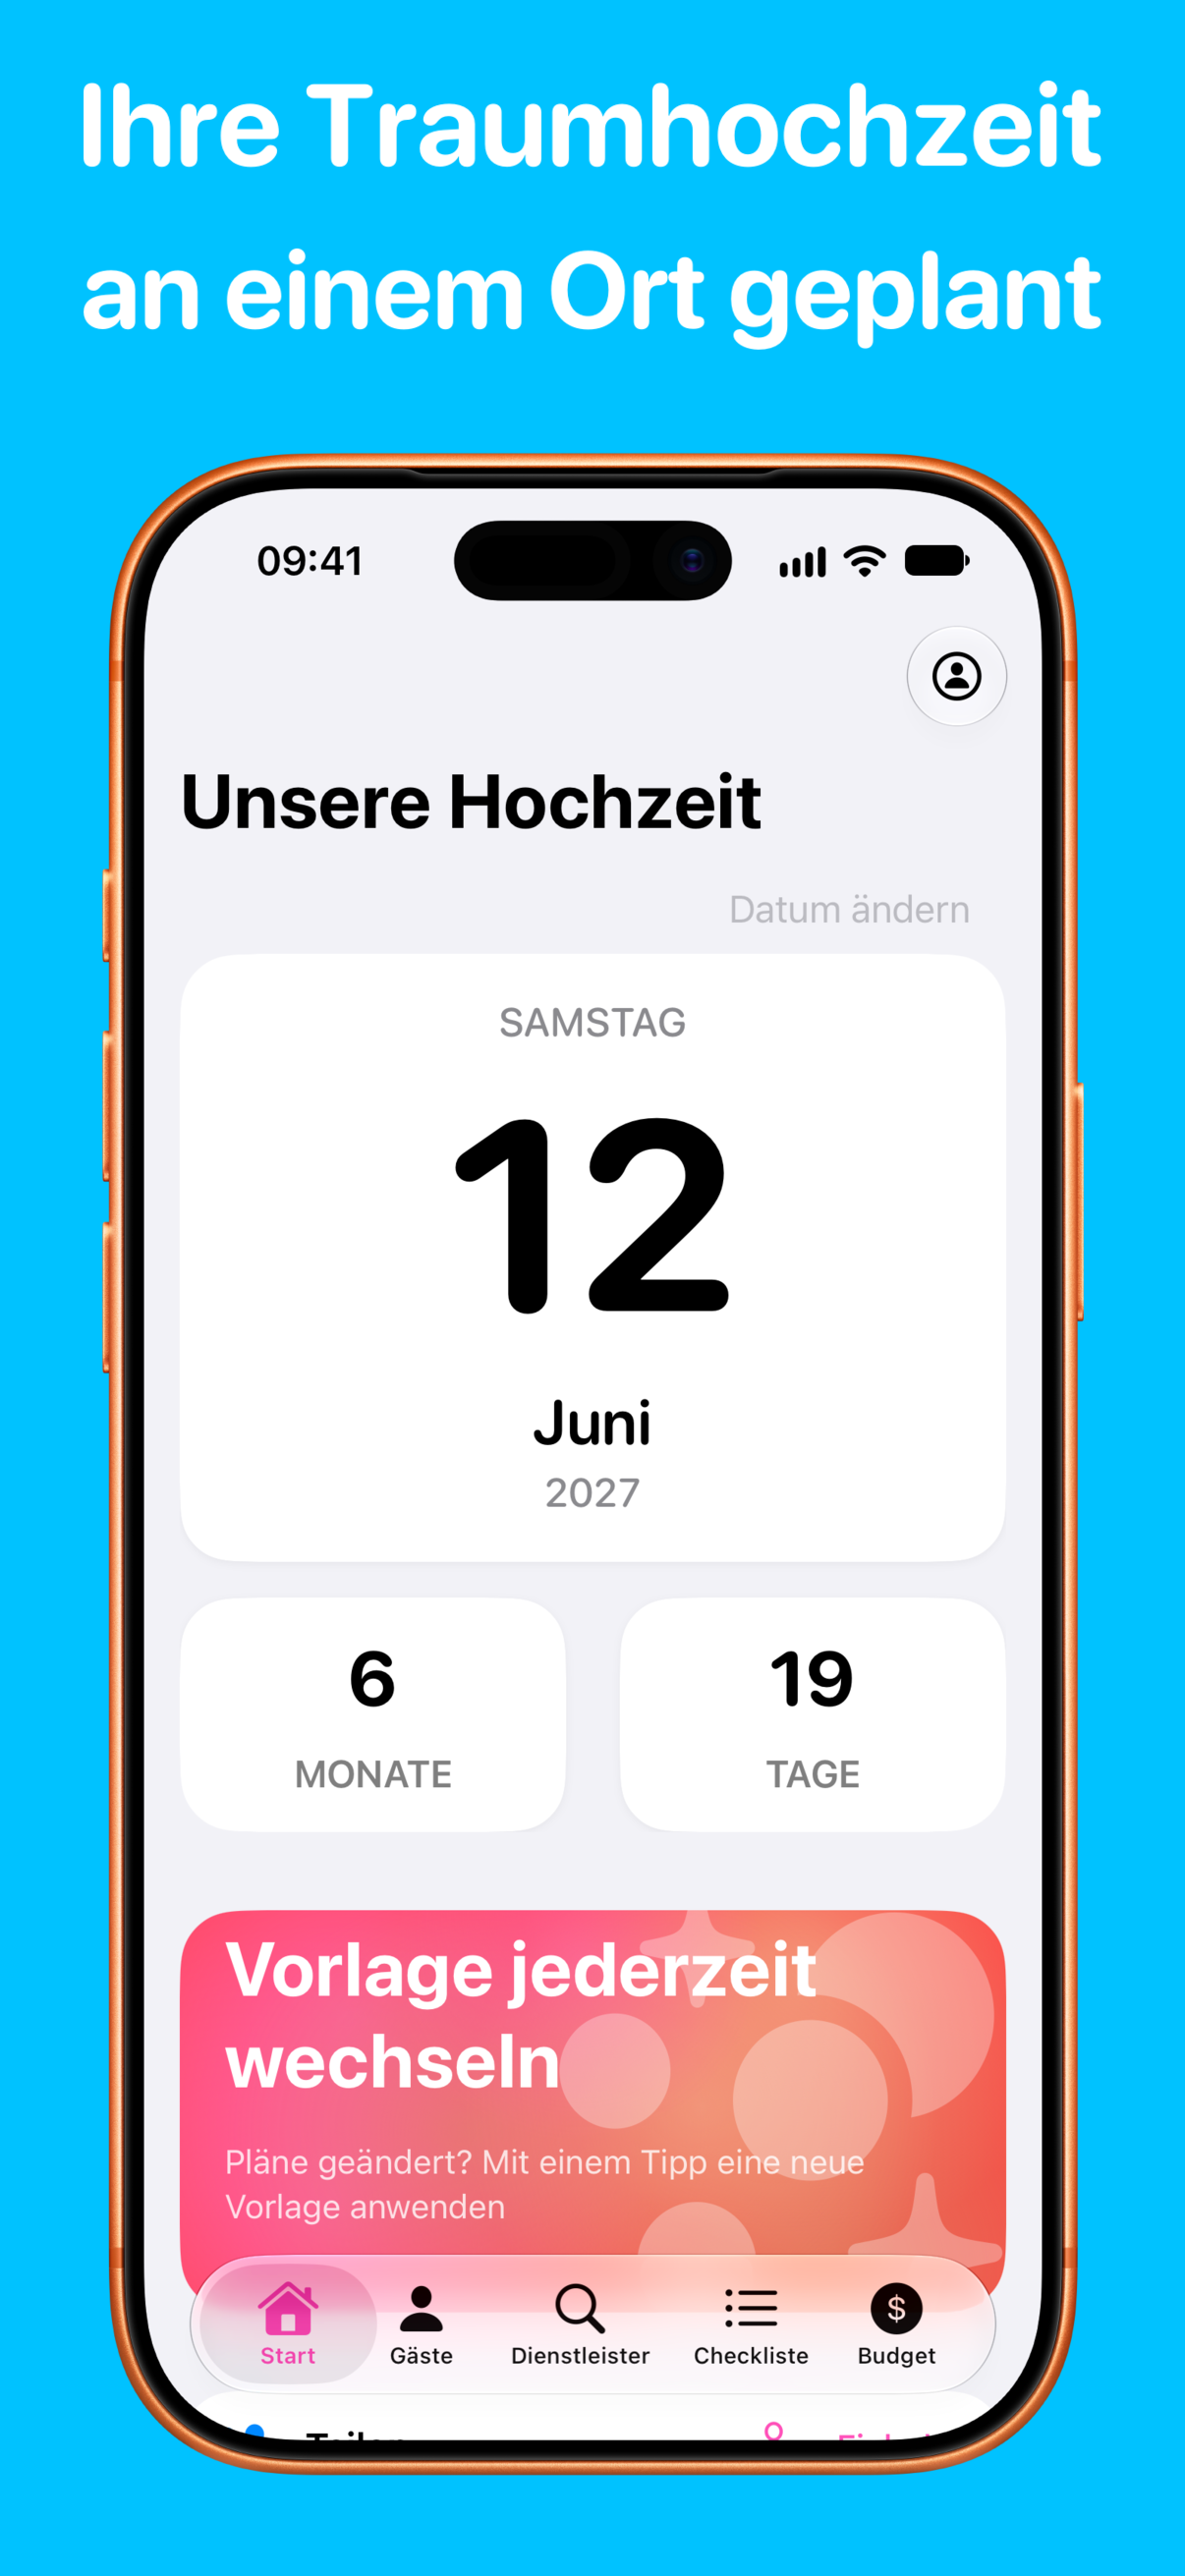 Ihre Traumhochzeit
an einem Ort geplant
09:41
Unsere Hochzeit
Datum ändern
SAMSTAG
12
Juni
2027
6
MONATE
19
TAGE
Vorlage jederzeit
wechseln
Pläne geändert? Mit einem Tipp eine neue
Vorlage anwenden
Start
Gäste
Dienstleister
Checkliste
Budget